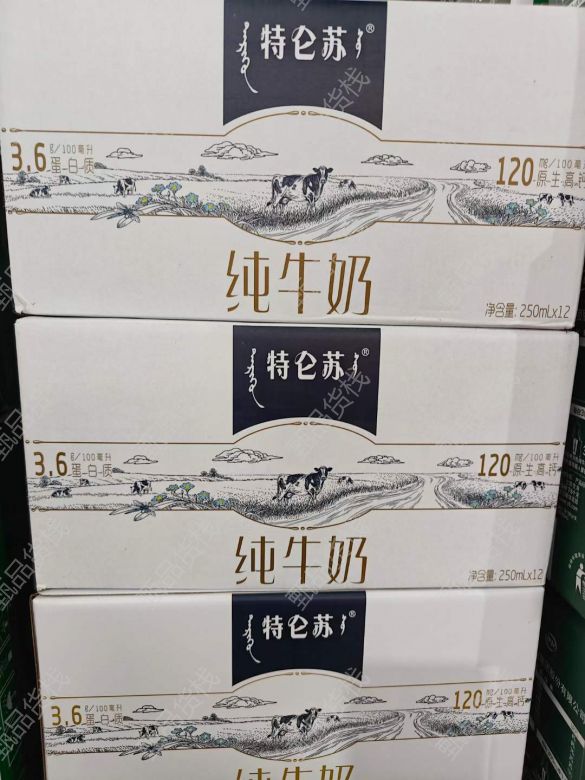 特仑苏®
3.6 g/100毫升
蛋-白-质
120 mg/100毫升
原-生-高-钙
纯牛奶
净含量: 250mLx12
特仑苏®
3.6 g/100毫升
蛋-白-质
120 mg/100毫升
原-生-高-钙
纯牛奶
净含量: 250mLx12
特仑苏®
3.6 g/100毫升
蛋-白-质
120 mg/100毫升
原-生-高-钙
纯牛奶
甄品货栈